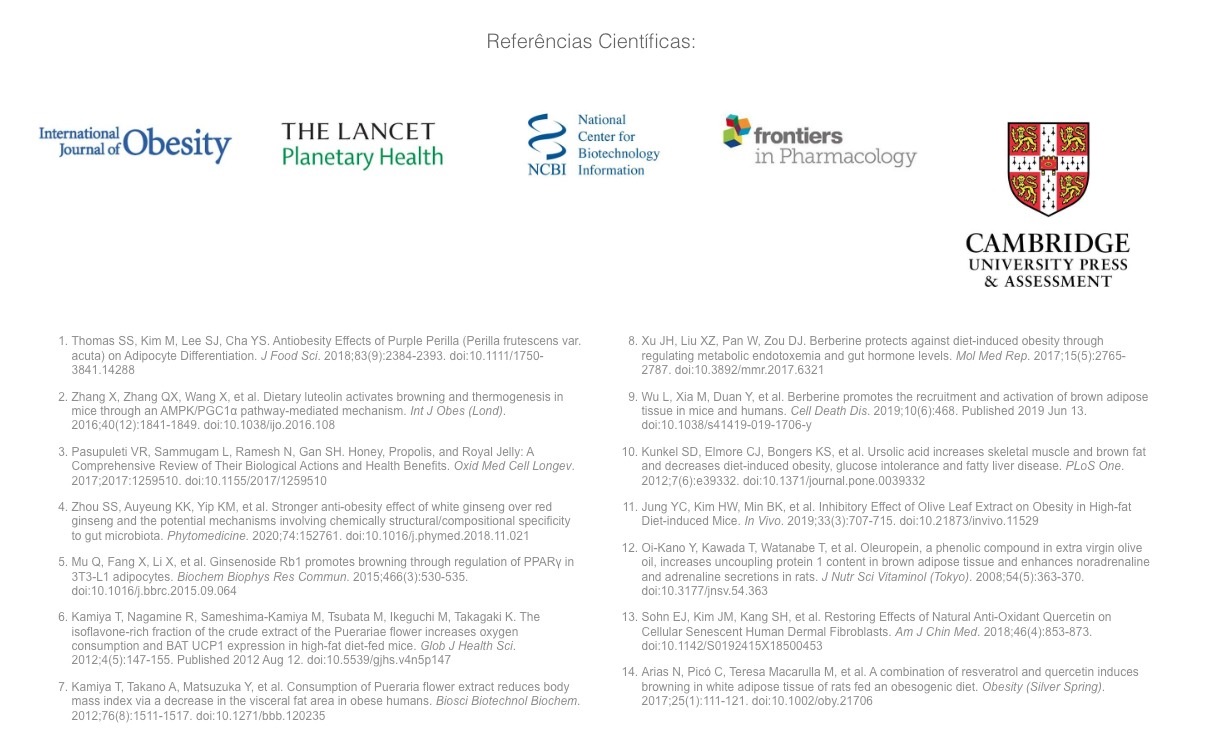 Referências Científicas:
International
Journal of Obesity
THE LANCET
Planetary Health
NCBI
National
Center for
Biotechnology
Information
frontiers
in Pharmacology
CAMBRIDGE
UNIVERSITY PRESS
& ASSESSMENT
1. Thomas SS, Kim M, Lee SJ, Cha YS. Antiobesity Effects of Purple Perilla (Perilla frutescens var.
acuta) on Adipocyte Differentiation. J Food Sci. 2018;83(9):2384-2393. doi:10.1111/1750-
3841.14288
2. Zhang X, Zhang QX, Wang X, et al. Dietary luteolin activates browning and thermogenesis in
mice through an AMPK/PGC1α pathway-mediated mechanism. Int J Obes (Lond).
2016;40(12):1841-1849. doi:10.1038/ijo.2016.108
3. Pasupuleti VR, Sammugam L, Ramesh N, Gan SH. Honey, Propolis, and Royal Jelly: A
Comprehensive Review of Their Biological Actions and Health Benefits. Oxid Med Cell Longev.
2017;2017:1259510. doi:10.1155/2017/1259510
4. Zhou SS, Auyeung KK, Yip KM, et al. Stronger anti-obesity effect of white ginseng over red
ginseng and the potential mechanisms involving chemically structural/compositional specificity
to gut microbiota. Phytomedicine. 2020;74:152761. doi:10.1016/j.phymed.2018.11.021
5. Mu Q, Fang X, Li X, et al. Ginsenoside Rb1 promotes browning through regulation of PPARγ in
3T3-L1 adipocytes. Biochem Biophys Res Commun. 2015;466(3):530-535.
doi:10.1016/j.bbrc.2015.09.064
6. Kamiya T, Nagamine R, Sameshima-Kamiya M, Tsubata M, Ikeguchi M, Takagaki K. The
isoflavone-rich fraction of the crude extract of the Puerariae flower increases oxygen
consumption and BAT UCP1 expression in high-fat diet-fed mice. Glob J Health Sci.
2012;4(5):147-155. Published 2012 Aug 12. doi:10.5539/gjhs.v4n5p147
7. Kamiya T, Takano A, Matsuzuka Y, et al. Consumption of Pueraria flower extract reduces body
mass index via a decrease in the visceral fat area in obese humans. Biosci Biotechnol Biochem.
2012;76(8):1511-1517. doi:10.1271/bbb.120235
8. Xu JH, Liu XZ, Pan W, Zou DJ. Berberine protects against diet-induced obesity through
regulating metabolic endotoxemia and gut hormone levels. Mol Med Rep. 2017;15(5):2765-
2787. doi:10.3892/mmr.2017.6321
9. Wu L, Xia M, Duan Y, et al. Berberine promotes the recruitment and activation of brown adipose
tissue in mice and humans. Cell Death Dis. 2019;10(6):468. Published 2019 Jun 13.
doi:10.1038/s41419-019-1706-y
10. Kunkel SD, Elmore CJ, Bongers KS, et al. Ursolic acid increases skeletal muscle and brown fat
and decreases diet-induced obesity, glucose intolerance and fatty liver disease. PLoS One.
2012;7(6):e39332. doi:10.1371/journal.pone.0039332
11. Jung YC, Kim HW, Min BK, et al. Inhibitory Effect of Olive Leaf Extract on Obesity in High-fat
Diet-induced Mice. In Vivo. 2019;33(3):707-715. doi:10.21873/invivo.11529
12. Oi-Kano Y, Kawada T, Watanabe T, et al. Oleuropein, a phenolic compound in extra virgin olive
oil, increases uncoupling protein 1 content in brown adipose tissue and enhances noradrenaline
and adrenaline secretions in rats. J Nutr Sci Vitaminol (Tokyo). 2008;54(5):363-370.
doi:10.3177/jnsv.54.363
13. Sohn EJ, Kim JM, Kang SH, et al. Restoring Effects of Natural Anti-Oxidant Quercetin on
Cellular Senescent Human Dermal Fibroblasts. Am J Chin Med. 2018;46(4):853-873.
doi:10.1142/S0192415X18500453
14. Arias N, Picó C, Teresa Macarulla M, et al. A combination of resveratrol and quercetin induces
browning in white adipose tissue of rats fed an obesogenic diet. Obesity (Silver Spring).
2017;25(1):111-121. doi:10.1002/oby.21706